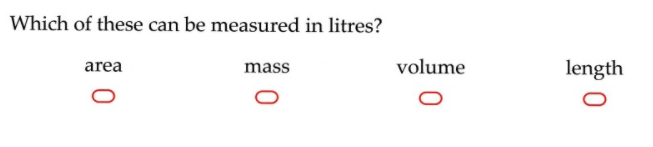 Which of these can be measured in litres?
area mass volume length